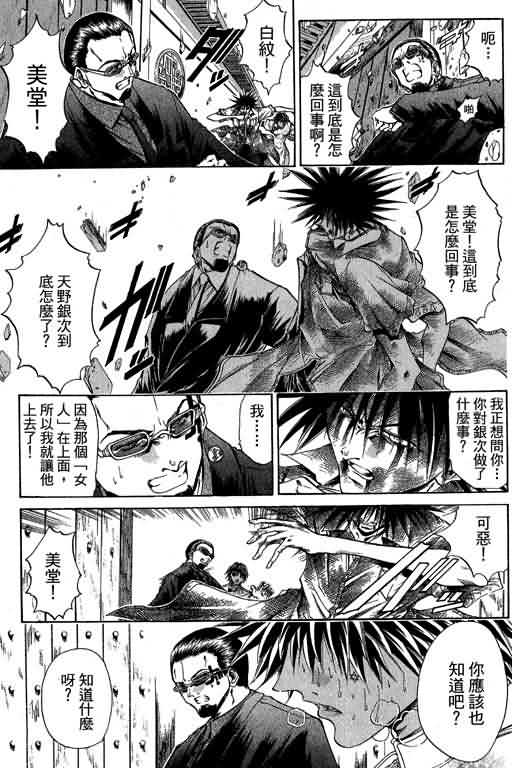 呃…
啪
這到底是怎
麼回事啊？
白紋！
美堂！
美堂！這到底
是怎麼回事！
天野銀次到
底怎麼了？
我正想問你…
你對銀次做了
什麼事？
我…
因為那個「女
人」在上面，
所以我就讓他
上去了！
可惡！
美堂！
你應該也
知道吧？
知道什麼
呀？